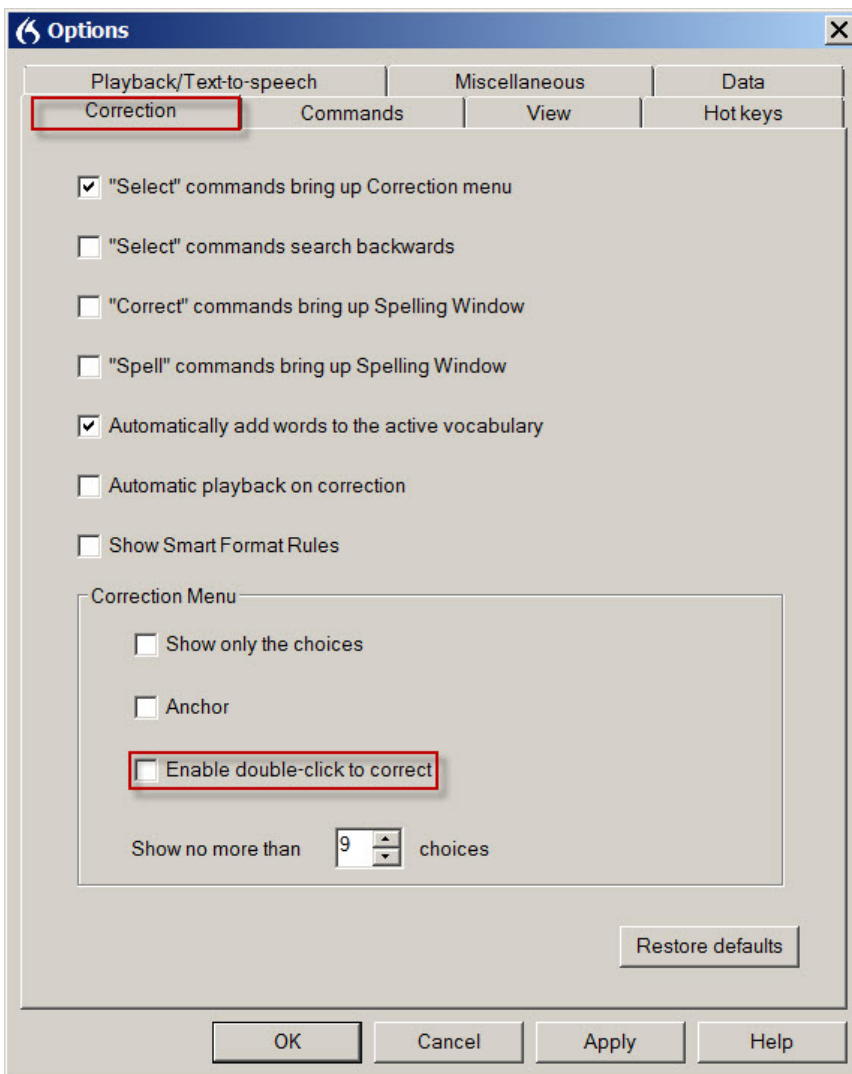 Options
Playback/Text-to-speech Miscellaneous Data
Correction Commands View Hot keys
"Select" commands bring up Correction menu
"Select" commands search backwards
"Correct" commands bring up Spelling Window
"Spell" commands bring up Spelling Window
Automatically add words to the active vocabulary
Automatic playback on correction
Show Smart Format Rules
Correction Menu
Show only the choices
Anchor
Enable double-click to correct
Show no more than 9 choices
Restore defaults
OK Cancel Apply Help